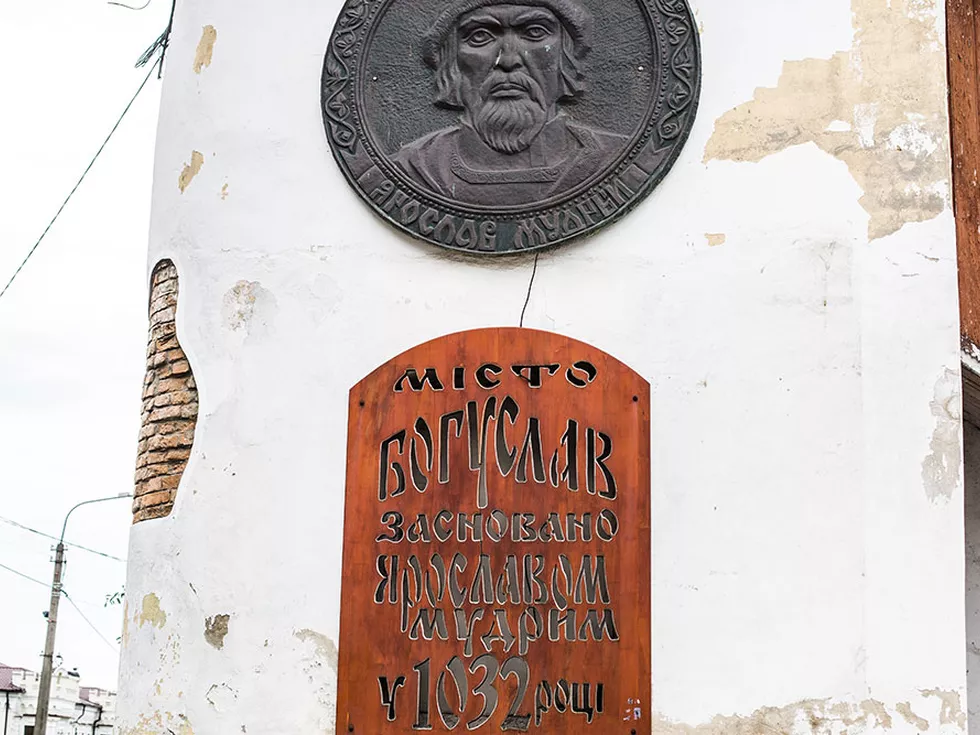 ЯРОСЛАВ МУДРИЙ
МІСТО
БОГУСЛАВ
ЗАСНОВАНО
ЯРОСЛАВОМ
МУДРИМ
У 1032 РОЦІ